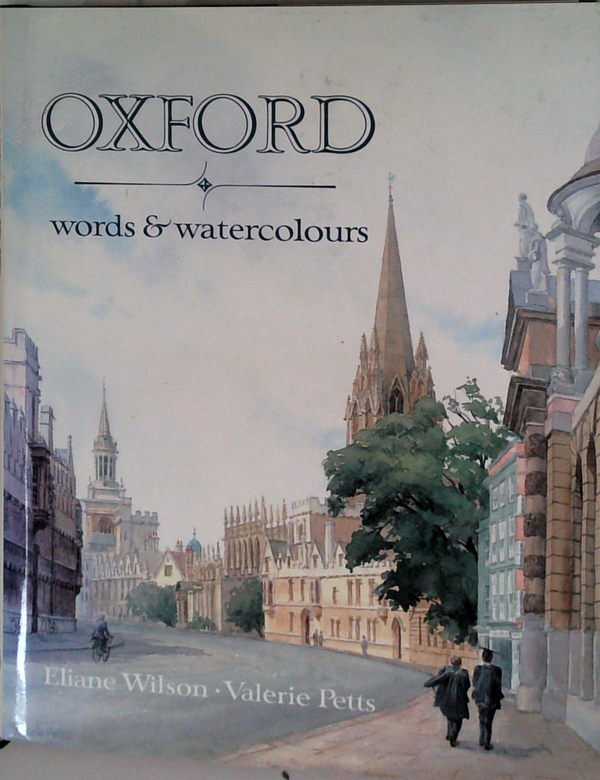 OXFORD
words & watercolours
Eliane Wilson · Valerie Petts